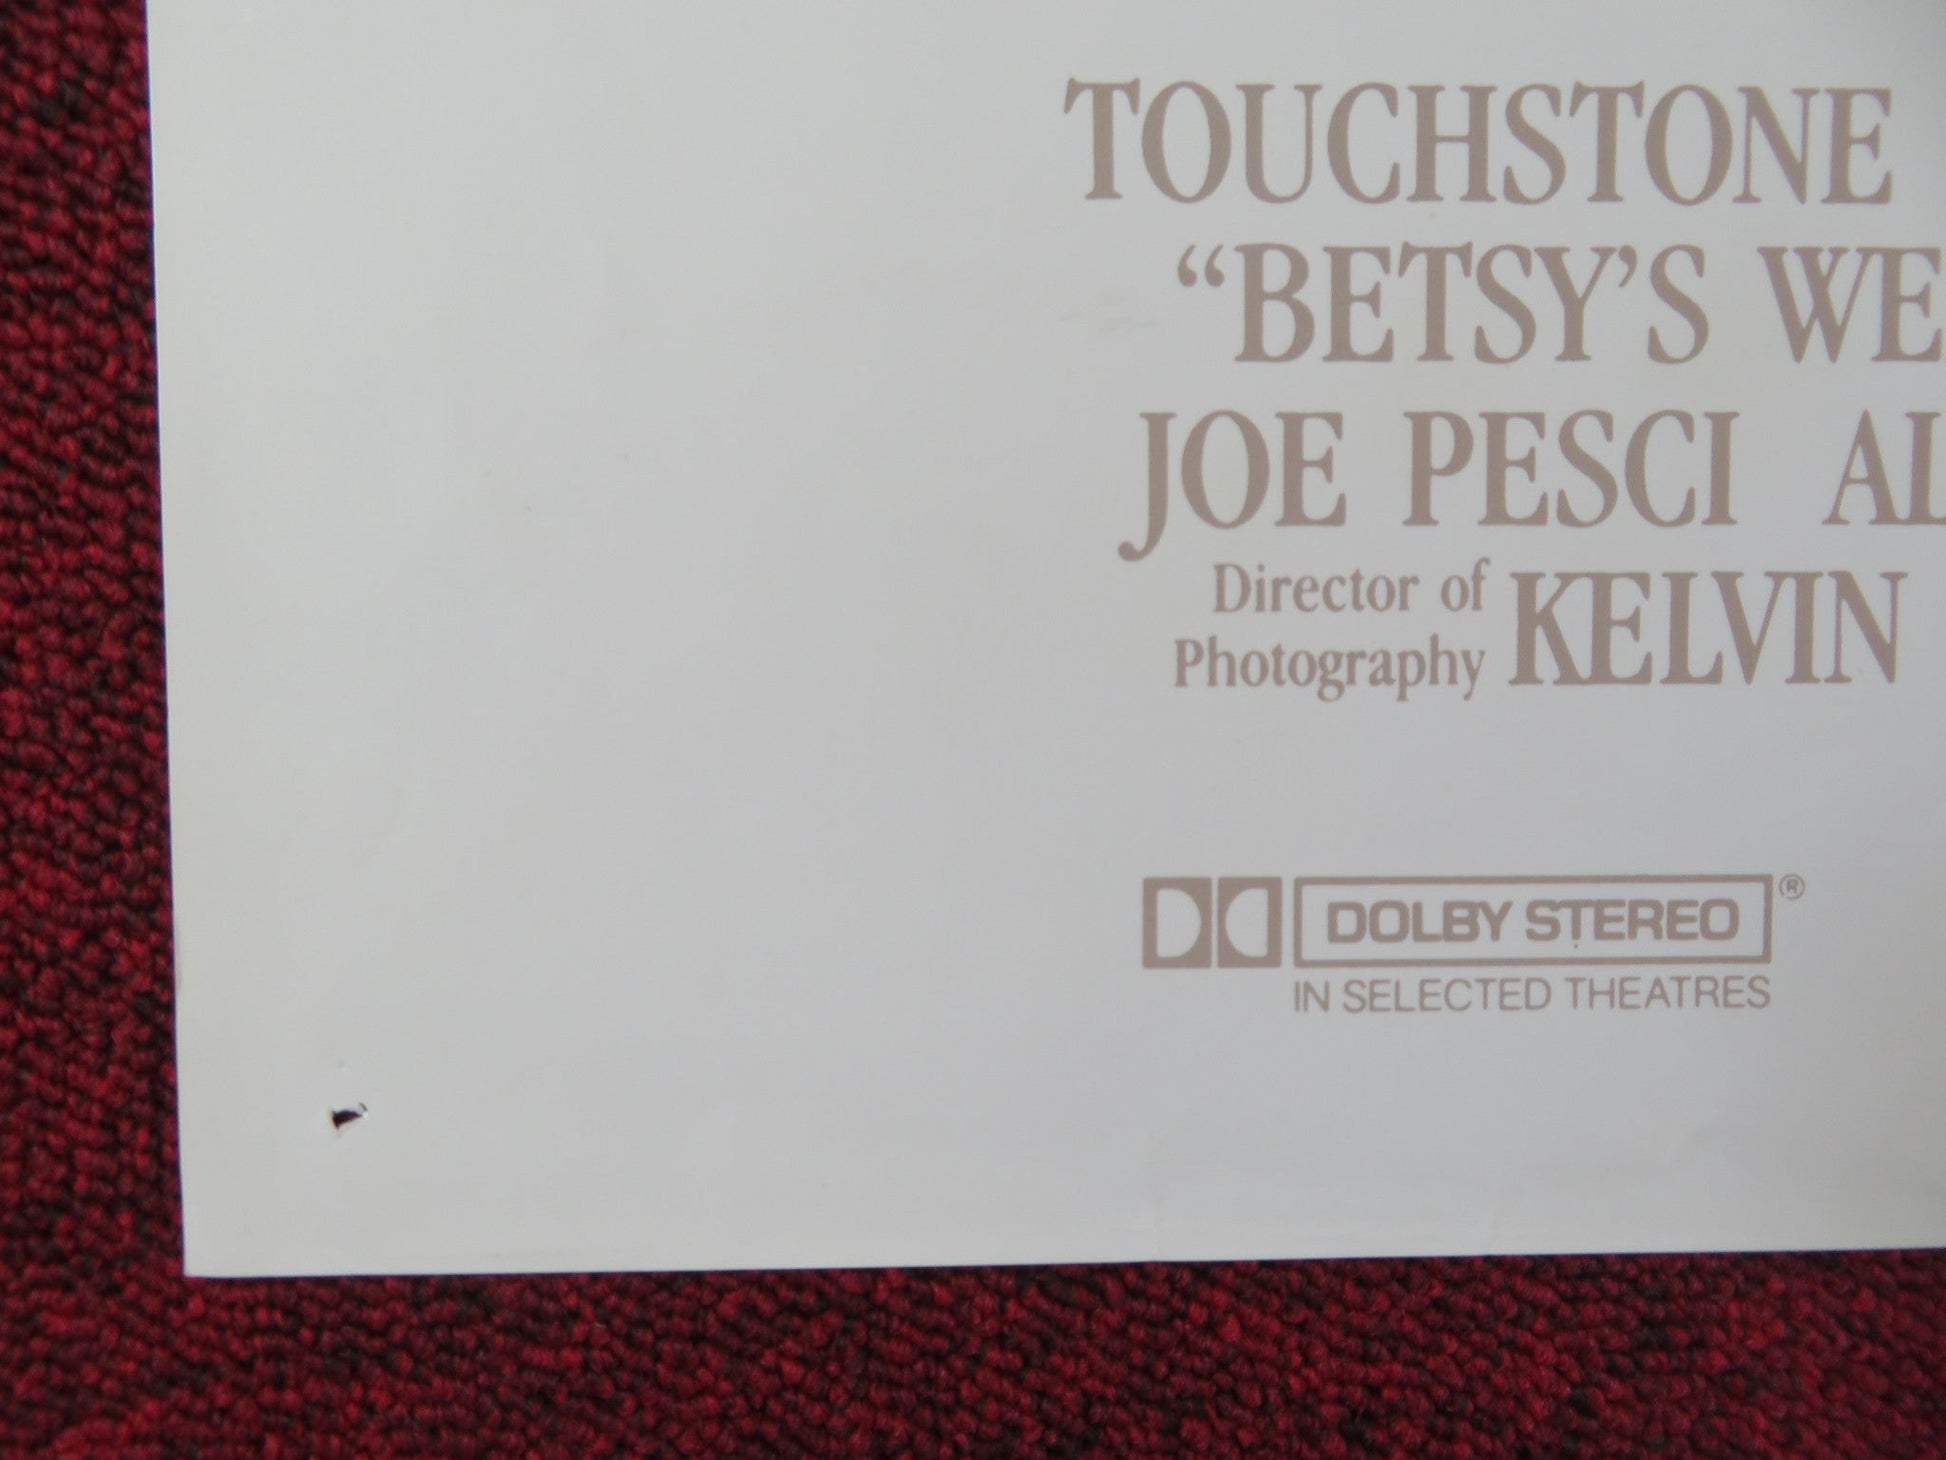 TOUCHSTONE
“BETSY’S WE
JOE PESCI AL
Director of
Photography KELVIN
DOLBY STEREO ®
IN SELECTED THEATRES